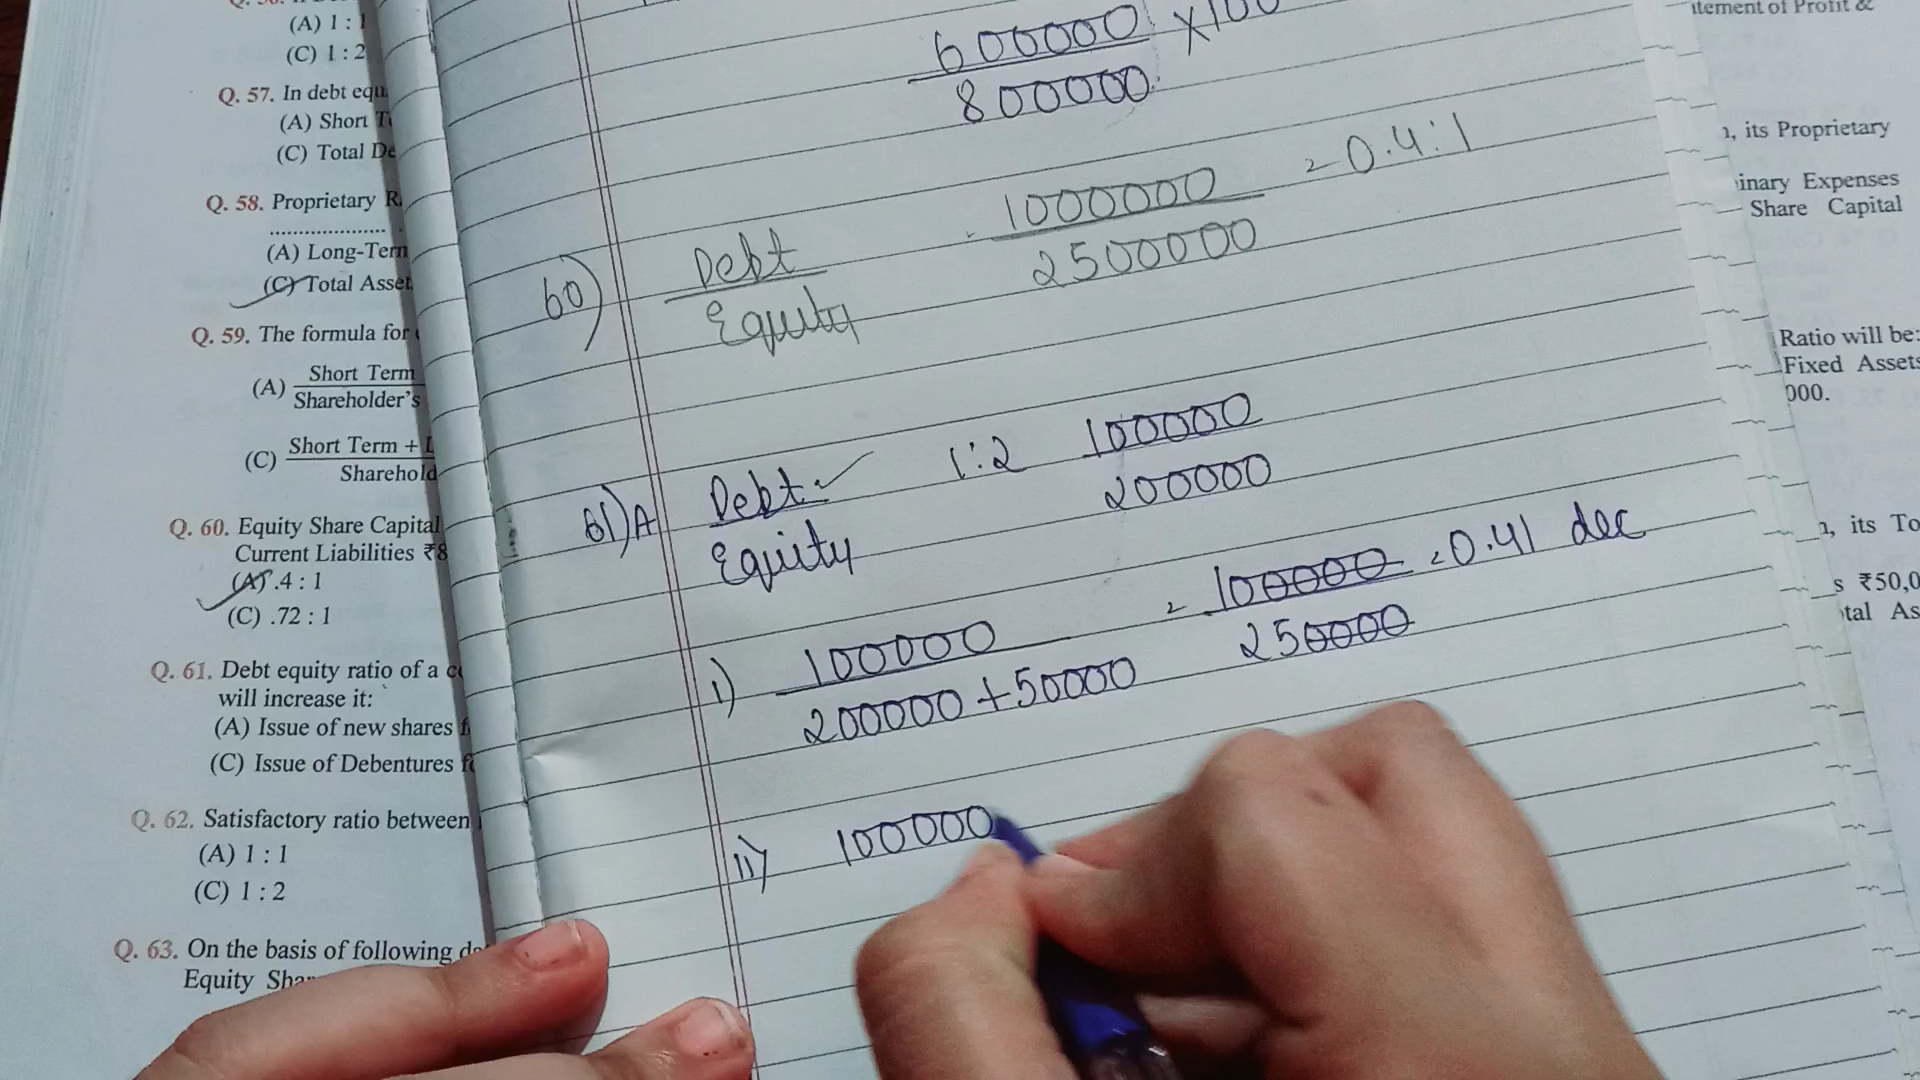 (A) 1 : 1
(C) 1 : 2
Q. 57. In debt equ
(A) Short T
(C) Total De
Q. 58. Proprietary R
....................
(A) Long-Term
(C) Total Asset
Q. 59. The formula for
(A) Short Term
Shareholder's
(C) Short Term +
Sharehold
Q. 60. Equity Share Capital
Current Liabilities ₹8
(A) .4 : 1
(C) .72 : 1
Q. 61. Debt equity ratio of a c
will increase it:
(A) Issue of new shares f
(C) Issue of Debentures f
Q. 62. Satisfactory ratio between
(A) 1 : 1
(C) 1 : 2
Q. 63. On the basis of following
Equity Sha
600000 x100
800000
60) Debt 1000000 = 0.4:1
Equity 2500000
61)A Debt 1:2 100000
Equity 200000
i) 100000 = 100000 = 0.41 dec
200000+50000 250000
ii) 100000
tement of Profit &
, its Proprietary
inary Expenses
Share Capital
Ratio will be:
Fixed Assets
000.
, its To
s ₹50,0
tal As